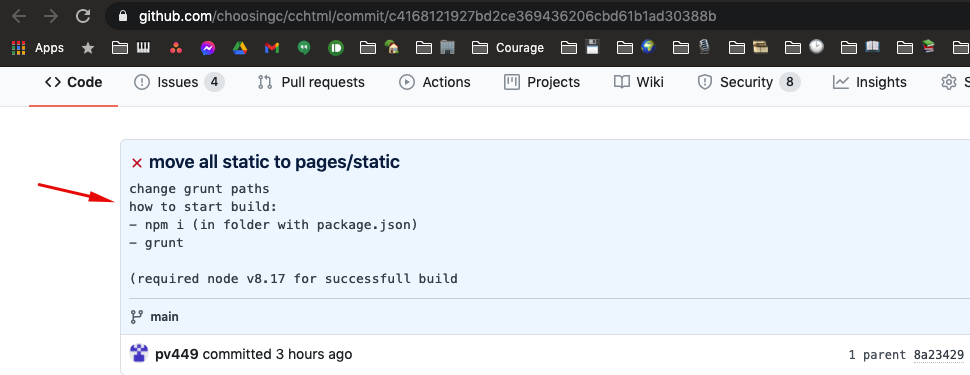 github.com/choosingc/cchtml/commit/c4168121927bd2ce369436206cbd61b1ad30388b
Apps Courage
Code Issues 4 Pull requests Actions Projects Wiki Security 8 Insights S
move all static to pages/static
change grunt paths
how to start build:
- npm i (in folder with package.json)
- grunt
(required node v8.17 for successfull build
main
pv449 committed 3 hours ago 1 parent 8a23429